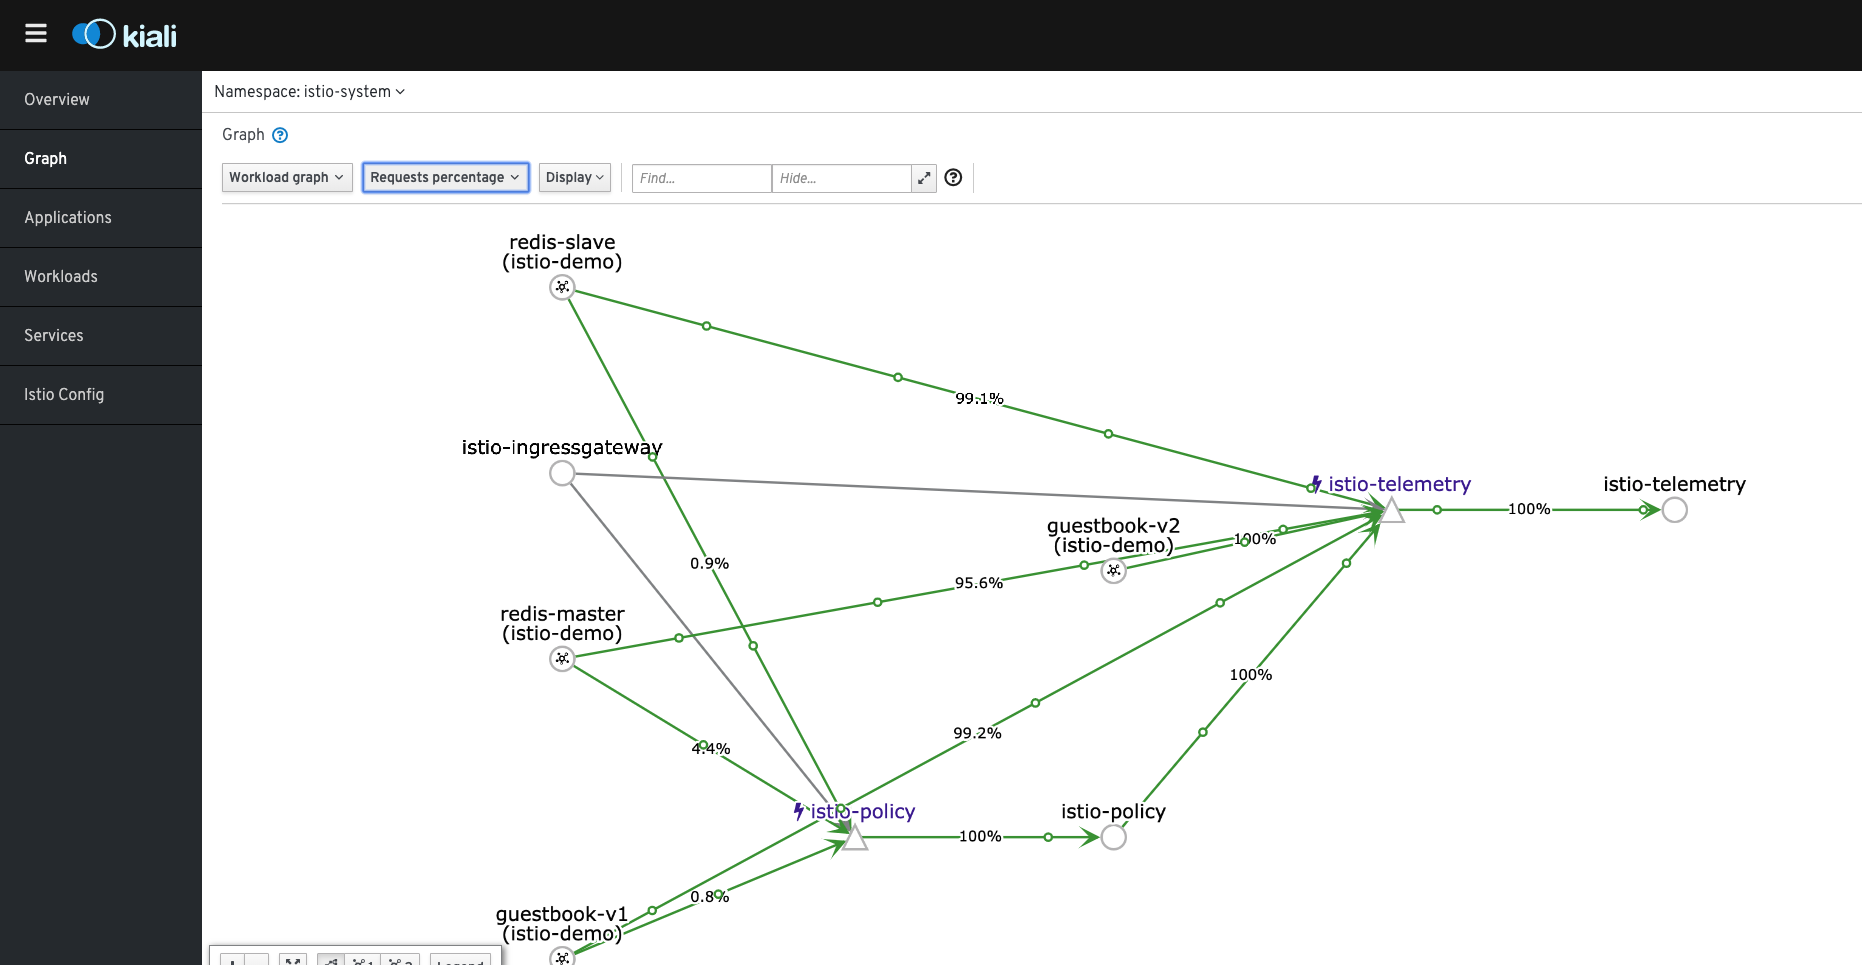 kiali
Overview
Graph
Applications
Workloads
Services
Istio Config
Namespace: istio-system
Graph
Workload graph
Requests percentage
Display
Find...
Hide...
redis-slave
(istio-demo)
99.1%
istio-ingressgateway
istio-telemetry
istio-telemetry
100%
guestbook-v2
(istio-demo)
100%
0.9%
95.6%
redis-master
(istio-demo)
100%
99.2%
4.4%
istio-policy
istio-policy
100%
0.8%
guestbook-v1
(istio-demo)